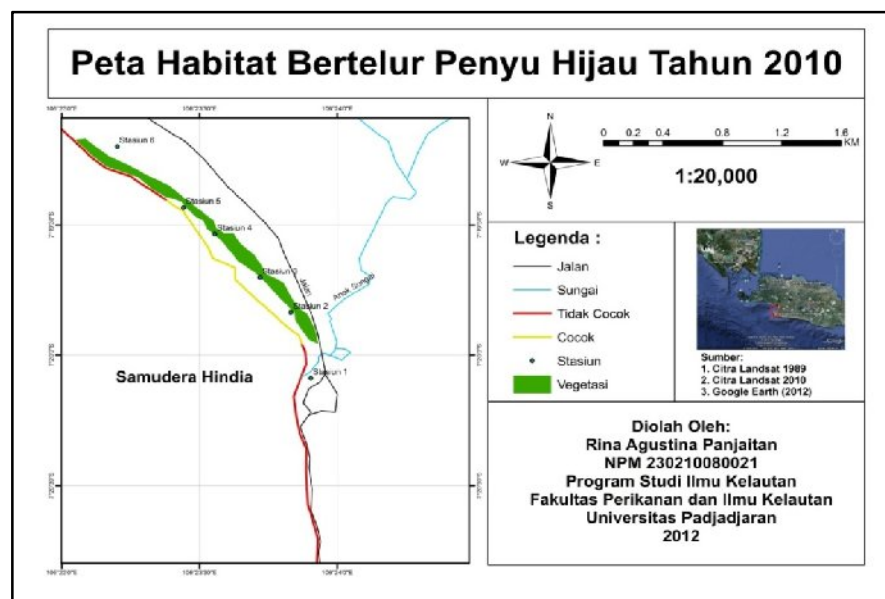 Peta Habitat Bertelur Penyu Hijau Tahun 2010
Stasiun 6
Stasiun 5
Stasiun 4
Stasiun 3
Stasiun 2
Stasiun 1
Jalan
Anak Sungai
Samudera Hindia
N
W E
S
0 0.2 0.4 0.8 1.2 1.6
KM
1:20,000
Legenda :
Jalan
Sungai
Tidak Cocok
Cocok
Stasiun
Vegetasi
Sumber:
1. Citra Landsat 1989
2. Citra Landsat 2010
3. Google Earth (2012)
Diolah Oleh:
Rina Agustina Panjaitan
NPM 230210080021
Program Studi Ilmu Kelautan
Fakultas Perikanan dan Ilmu Kelautan
Universitas Padjadjaran
2012